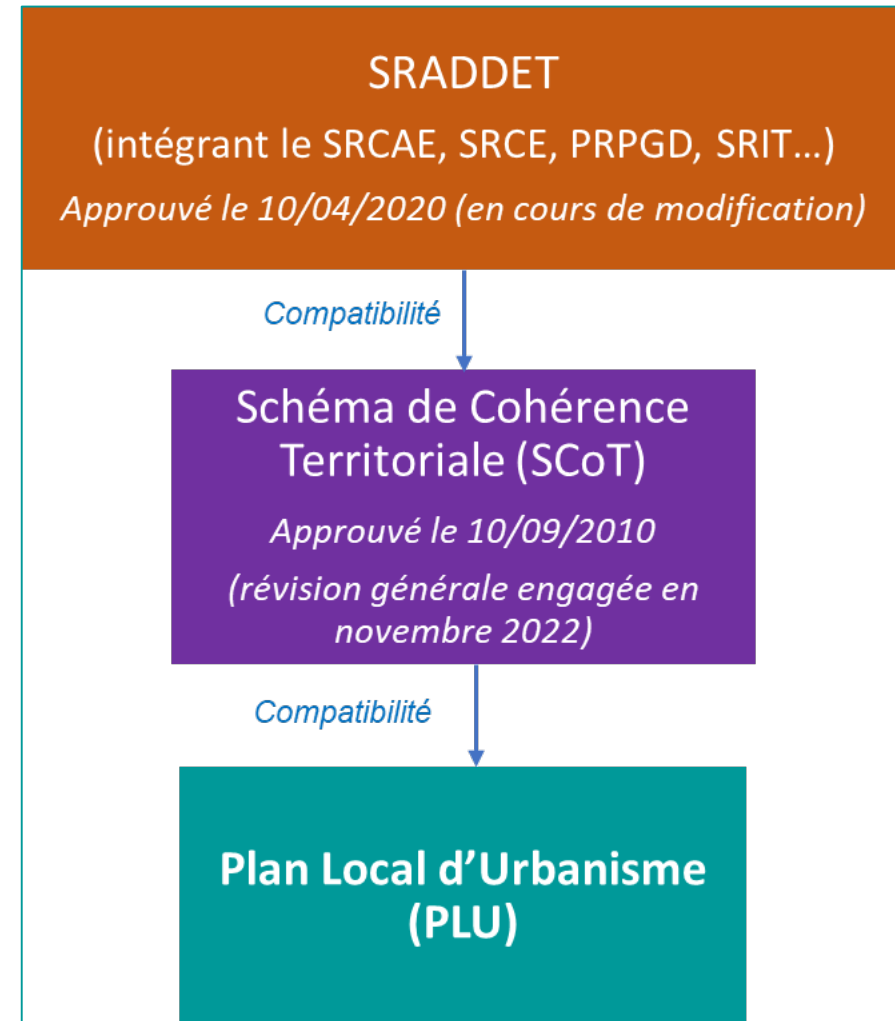 SRADDET
(intégrant le SRCAE, SRCE, PRPGD, SRIT…)
Approuvé le 10/04/2020 (en cours de modification)
Compatibilité
Schéma de Cohérence
Territoriale (SCoT)
Approuvé le 10/09/2010
(révision générale engagée en
novembre 2022)
Compatibilité
Plan Local d’Urbanisme
(PLU)